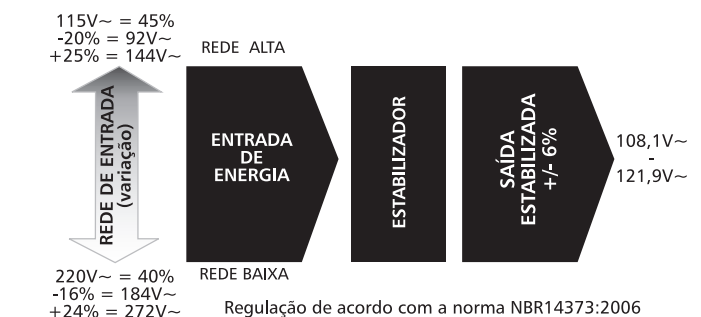 115V~ = 45%
-20% = 92V~
+25% = 144V~
REDE ALTA
REDE DE ENTRADA
(variação)
ENTRADA
DE
ENERGIA
ESTABILIZADOR
SAÍDA
ESTABILIZADA
+/- 6%
108,1V~
-
121,9V~
REDE BAIXA
220V~ = 40%
-16% = 184V~
+24% = 272V~
Regulação de acordo com a norma NBR14373:2006